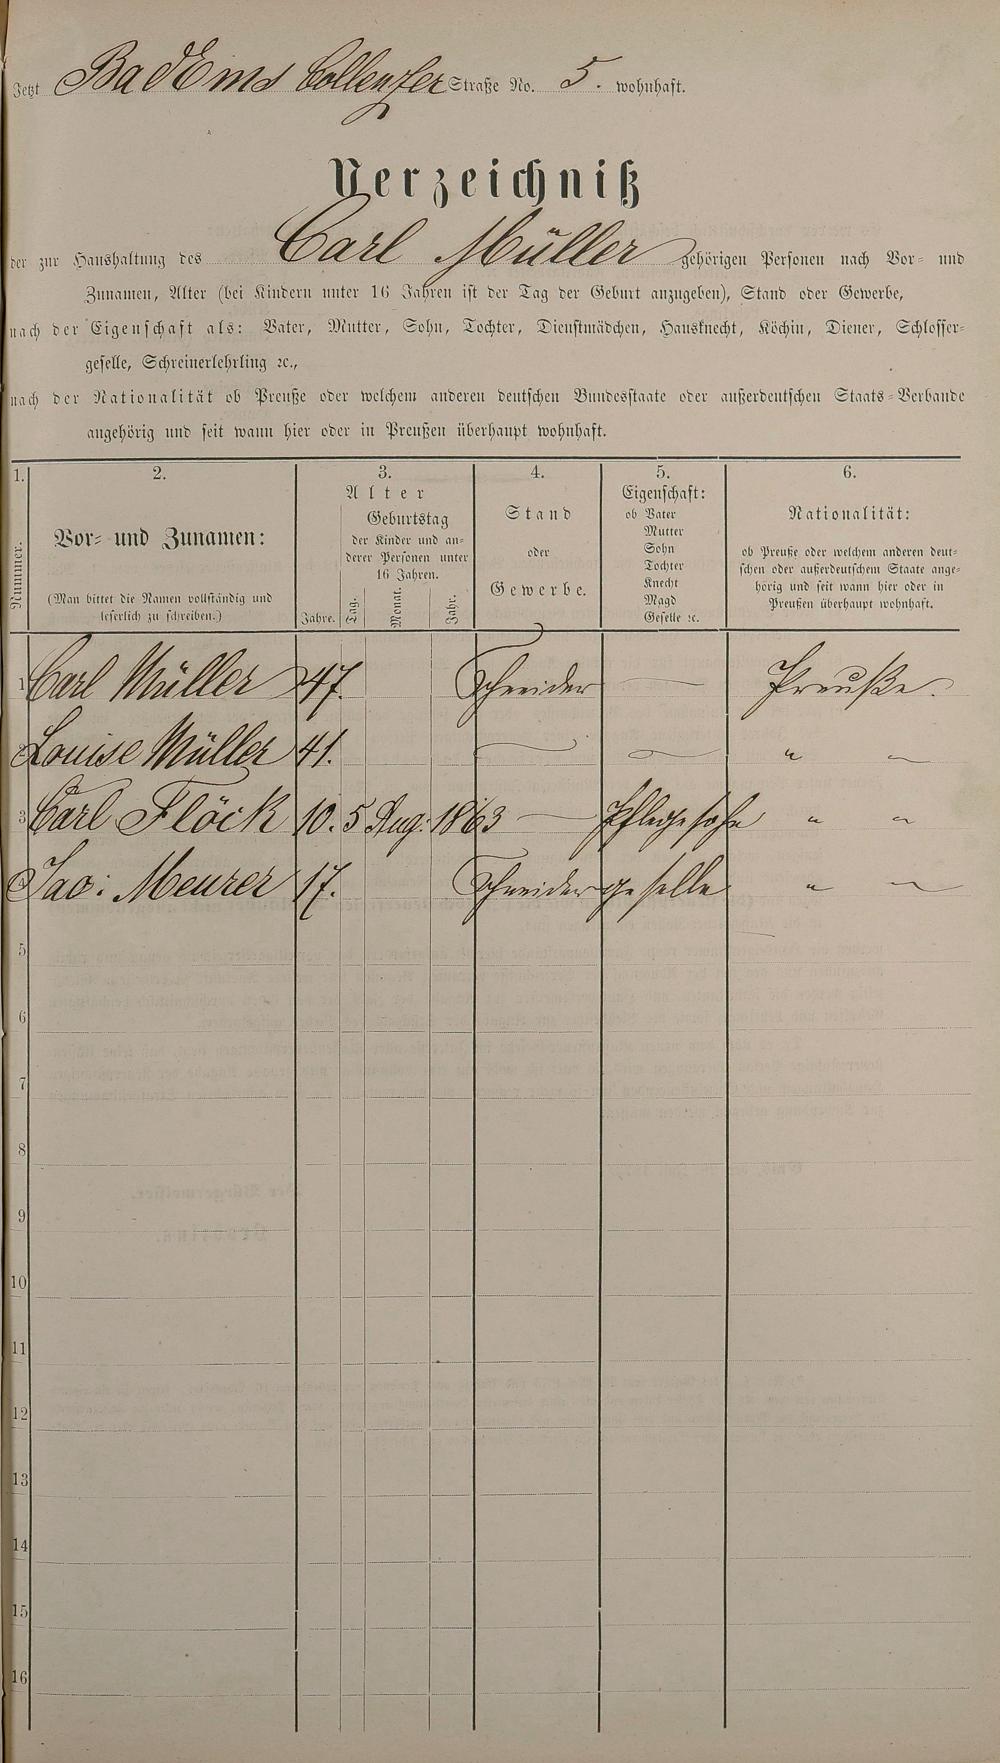 Jetzt Bad Ems Coblenzer Straße No. 5. wohnhaft.
Verzeichniß
der zur Haushaltung des Carl Müller gehörigen Personen nach Vor- und
Zunamen, Alter (bei Kindern unter 16 Jahren ist der Tag der Geburt anzugeben), Stand oder Gewerbe,
nach der Eigenschaft als: Vater, Mutter, Sohn, Tochter, Dienstmädchen, Hausknecht, Köchin, Diener, Schlosser-
geselle, Schreinerlehrling ꝛc.,
nach der Nationalität ob Preuße oder welchem anderen deutschen Bundesstaate oder außerdeutschen Staats-Verbande
angehörig und seit wann hier oder in Preußen überhaupt wohnhaft.
1. 2. 3. 4. 5. 6.
Nummer.
Vor- und Zunamen:
(Man bittet die Namen vollständig und
leserlich zu schreiben.)
Alter
Geburtstag
der Kinder und an-
derer Personen unter
16 Jahren.
Jahre. Tag. Monat. Jahr.
Stand
oder
Gewerbe.
Eigenschaft:
ob Vater
Mutter
Sohn
Tochter
Knecht
Magd
Geselle ꝛc.
Nationalität:
ob Preuße oder welchem anderen deut-
schen oder außerdeutschem Staate ange-
hörig und seit wann hier oder in
Preußen überhaupt wohnhaft.
1 Carl Müller 47. Schneider — Preuße.
2 Louise Müller 41. — — " "
3 Carl Flöck 10. 5 Aug: 1863 — Pflegesohn " "
Jac: Meurer 17. Schneidergeselle " "
5
6
7
8
9
10
11
12
13
14
15
16